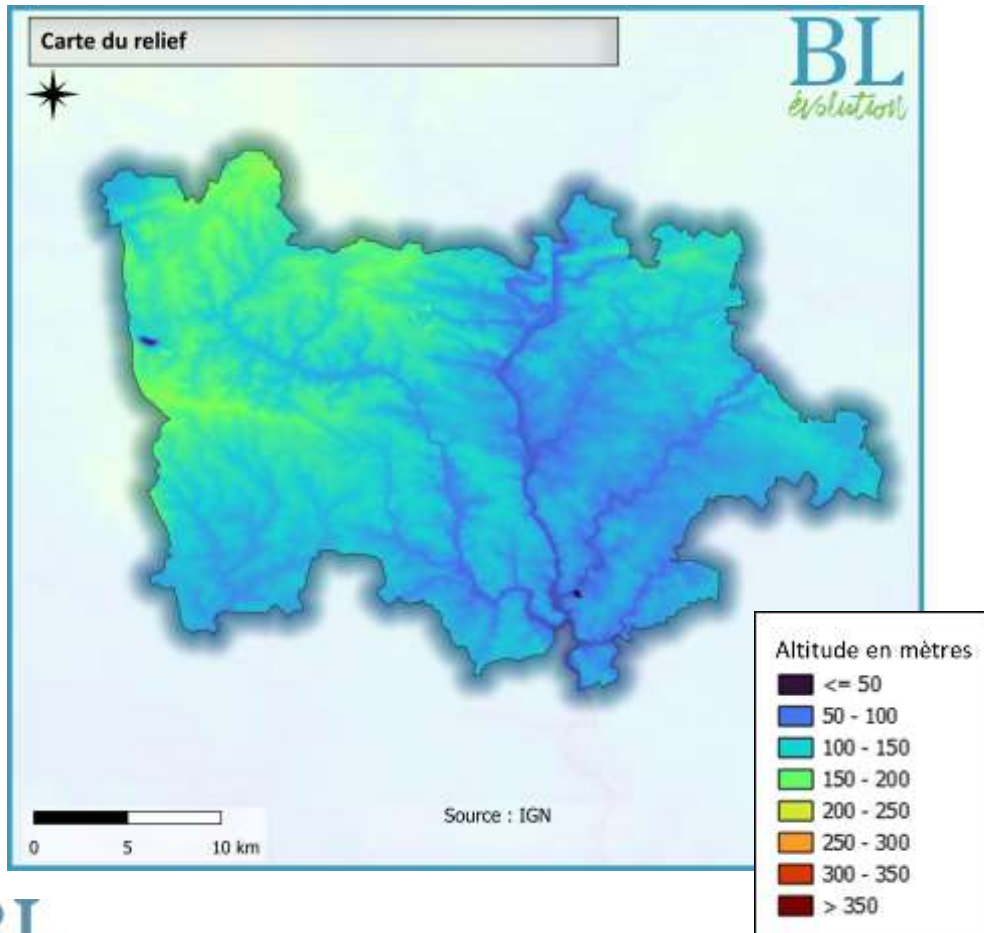 Carte du relief
BL
évolution
Altitude en mètres
<= 50
50 - 100
100 - 150
150 - 200
200 - 250
250 - 300
300 - 350
> 350
Source : IGN
0 5 10 km
BL